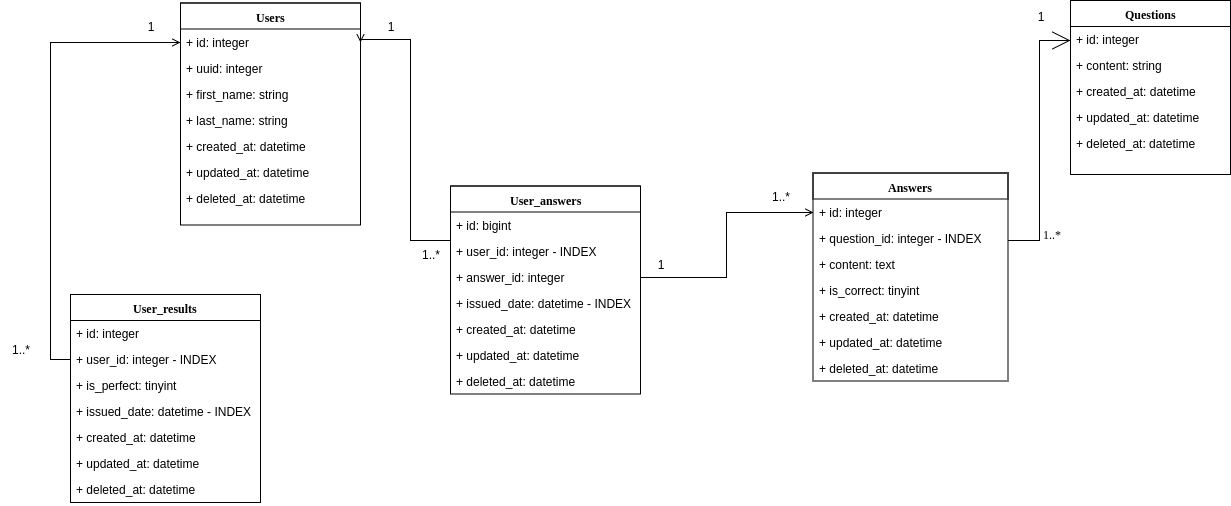 Users
+ id: integer
+ uuid: integer
+ first_name: string
+ last_name: string
+ created_at: datetime
+ updated_at: datetime
+ deleted_at: datetime
1
1
User_results
+ id: integer
+ user_id: integer - INDEX
+ is_perfect: tinyint
+ issued_date: datetime - INDEX
+ created_at: datetime
+ updated_at: datetime
+ deleted_at: datetime
1..*
User_answers
+ id: bigint
+ user_id: integer - INDEX
+ answer_id: integer
+ issued_date: datetime - INDEX
+ created_at: datetime
+ updated_at: datetime
+ deleted_at: datetime
1..*
1
1..*
Answers
+ id: integer
+ question_id: integer - INDEX
+ content: text
+ is_correct: tinyint
+ created_at: datetime
+ updated_at: datetime
+ deleted_at: datetime
1..*
1
Questions
+ id: integer
+ content: string
+ created_at: datetime
+ updated_at: datetime
+ deleted_at: datetime